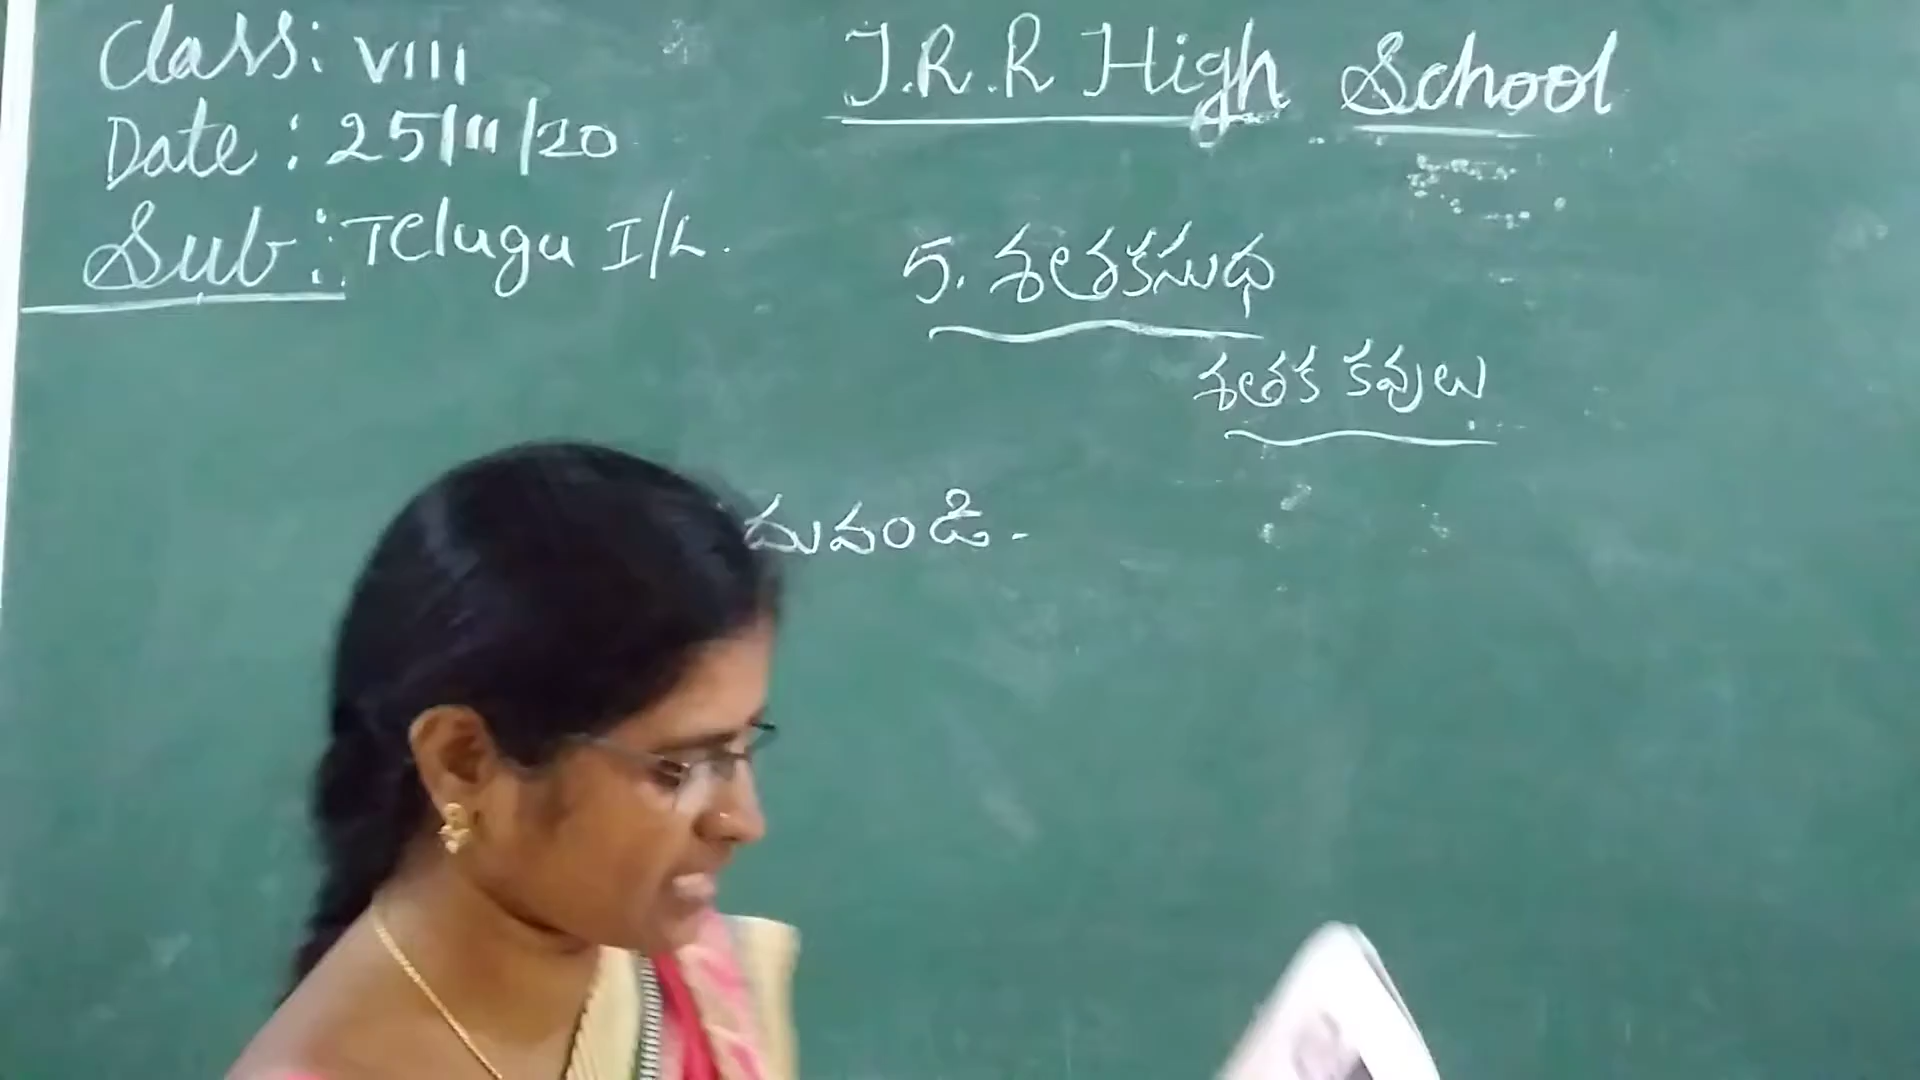 Class: VIII
Date: 25/11/20
Sub: Telugu I/L.
J.R.R High School
5. శతకసుధ
శతక కవులు
దువండి-